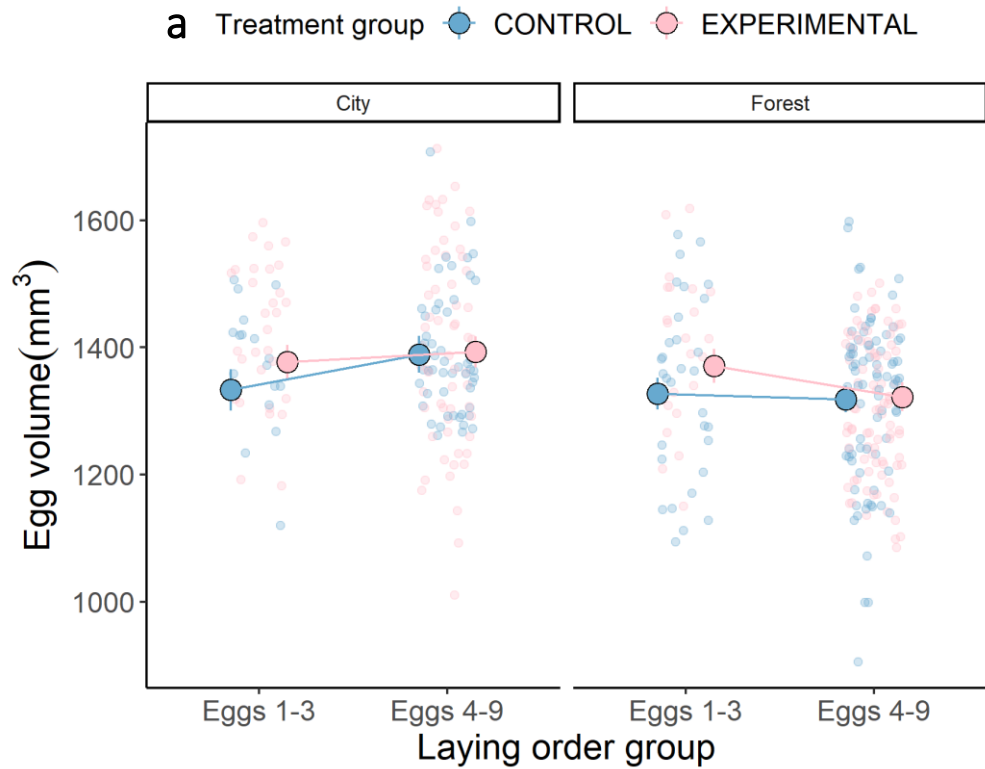 a Treatment group CONTROL EXPERIMENTAL
City Forest
Egg volume(mm³)
1600
1400
1200
1000
Eggs 1-3 Eggs 4-9 Eggs 1-3 Eggs 4-9
Laying order group